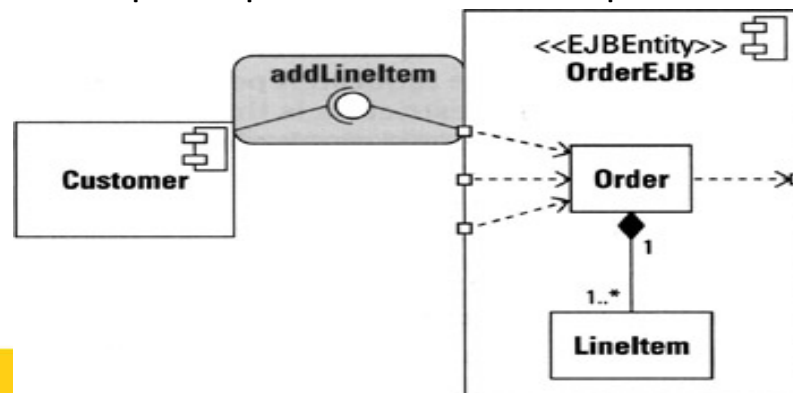 <<EJBEntity>>
OrderEJB
addLineItem
Customer
Order
1
1..*
LineItem